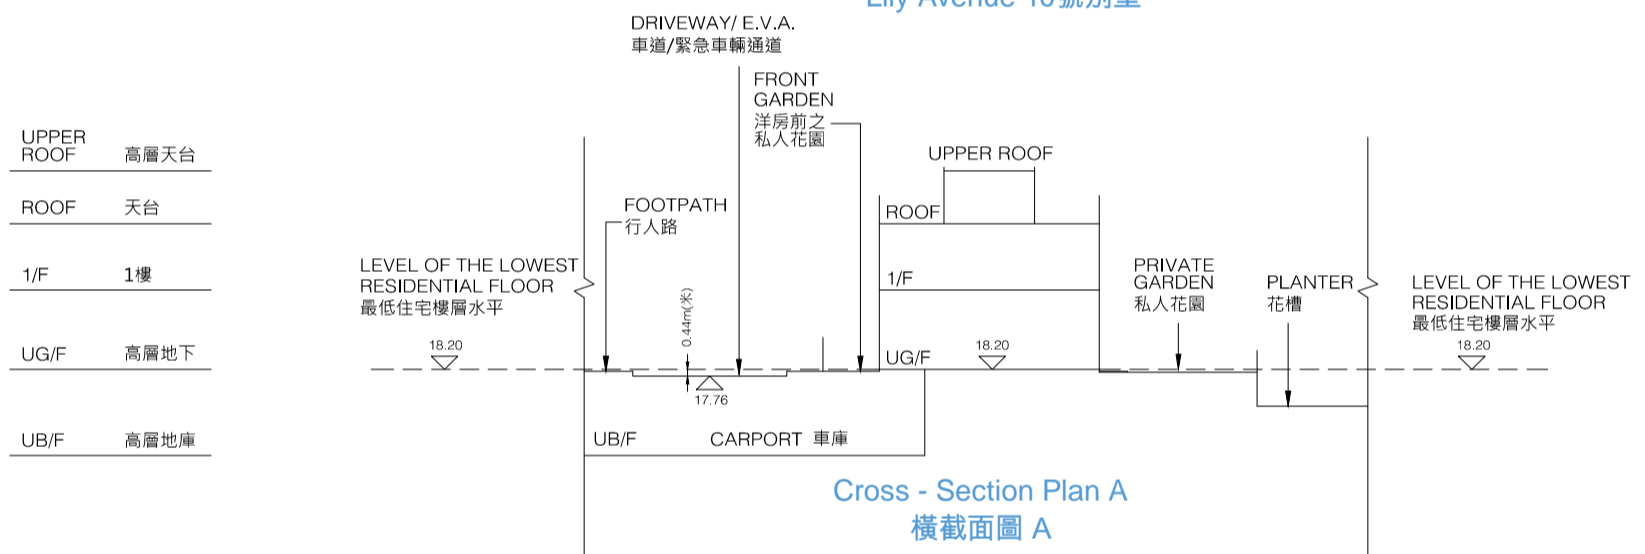 DRIVEWAY/ E.V.A.
車道/緊急車輛通道
FRONT
GARDEN
洋房前之
私人花園
UPPER
ROOF 高層天台
ROOF 天台
1/F 1樓
UG/F 高層地下
UB/F 高層地庫
LEVEL OF THE LOWEST
RESIDENTIAL FLOOR
最低住宅樓層水平
18.20
FOOTPATH
行人路
0.44m(米)
17.76
UPPER ROOF
ROOF
1/F
UG/F
18.20
UB/F CARPORT 車庫
PRIVATE
GARDEN
私人花園
PLANTER
花槽
LEVEL OF THE LOWEST
RESIDENTIAL FLOOR
最低住宅樓層水平
18.20
Cross - Section Plan A
橫截面圖 A